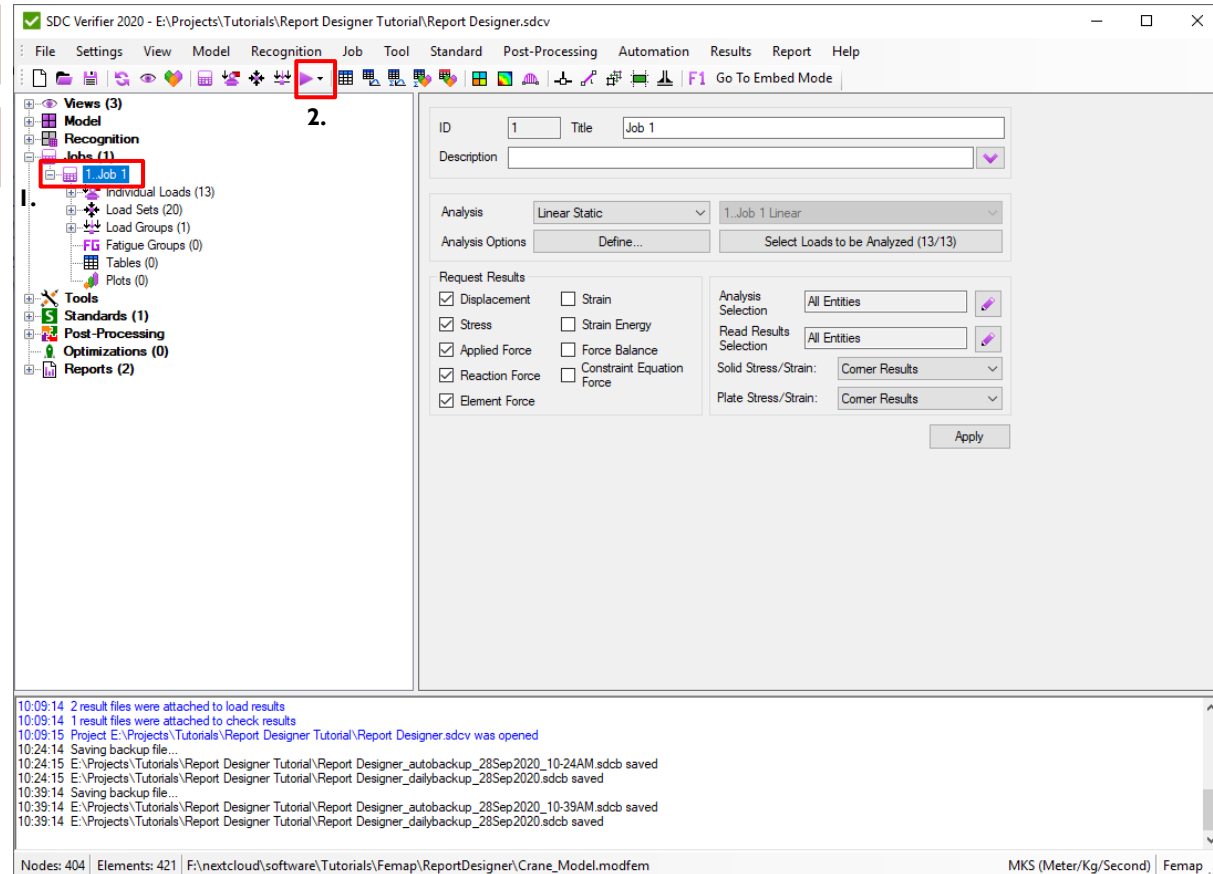 SDC Verifier 2020 - E:\Projects\Tutorials\Report Designer Tutorial\Report Designer.sdcv
File Settings View Model Recognition Job Tool Standard Post-Processing Automation Results Report Help
F1 Go To Embed Mode
2.
Views (3)
Model
Recognition
Jobs (1)
1..Job 1
1.
Individual Loads (13)
Load Sets (20)
Load Groups (1)
FG Fatigue Groups (0)
Tables (0)
Plots (0)
Tools
S Standards (1)
Post-Processing
Optimizations (0)
Reports (2)
ID 1 Title Job 1
Description
Analysis Linear Static 1..Job 1 Linear
Analysis Options Define... Select Loads to be Analyzed (13/13)
Request Results
Displacement Strain
Stress Strain Energy
Applied Force Force Balance
Reaction Force Constraint Equation Force
Element Force
Analysis Selection All Entities
Read Results Selection All Entities
Solid Stress/Strain: Corner Results
Plate Stress/Strain: Corner Results
Apply
10:09:14 2 result files were attached to load results
10:09:14 1 result files were attached to check results
10:09:15 Project E:\Projects\Tutorials\Report Designer Tutorial\Report Designer.sdcv was opened
10:24:14 Saving backup file...
10:24:15 E:\Projects\Tutorials\Report Designer Tutorial\Report Designer_autobackup_28Sep2020_10-24AM.sdcb saved
10:24:15 E:\Projects\Tutorials\Report Designer Tutorial\Report Designer_dailybackup_28Sep2020.sdcb saved
10:39:14 Saving backup file...
10:39:14 E:\Projects\Tutorials\Report Designer Tutorial\Report Designer_autobackup_28Sep2020_10-39AM.sdcb saved
10:39:14 E:\Projects\Tutorials\Report Designer Tutorial\Report Designer_dailybackup_28Sep2020.sdcb saved
Nodes: 404 Elements: 421 F:\nextcloud\software\Tutorials\Femap\ReportDesigner\Crane_Model.modfem MKS (Meter/Kg/Second) Femap